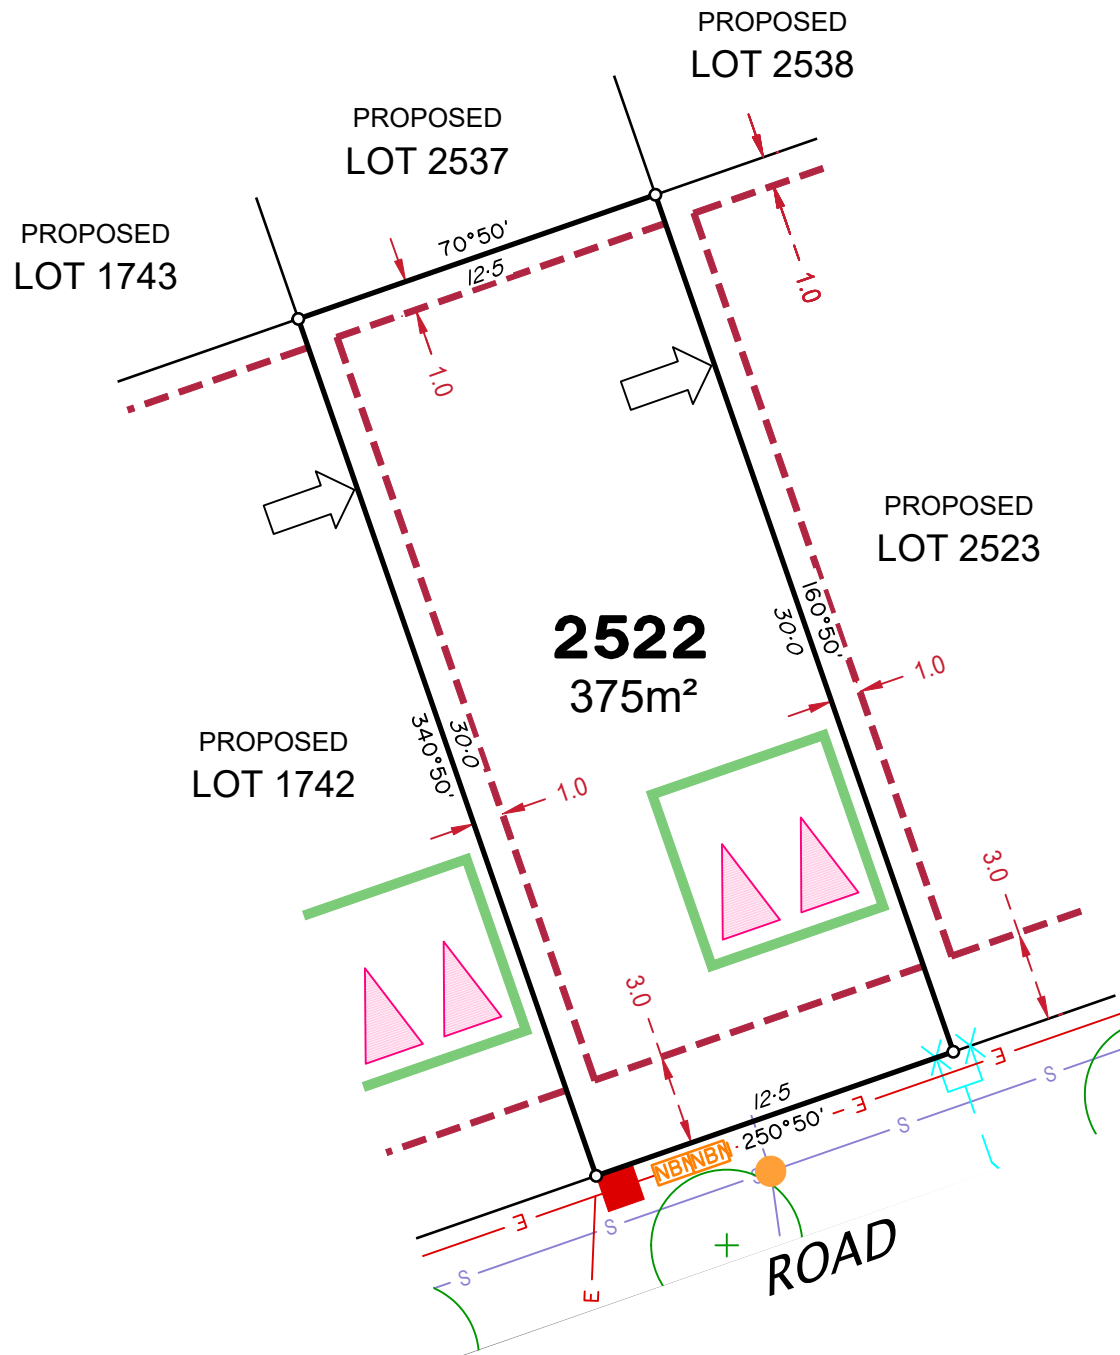 PROPOSED
LOT 2538
PROPOSED
LOT 2537
PROPOSED
LOT 1743
70°50'
12·5
1.0
1.0
PROPOSED
LOT 2523
160°50'
30·0
2522
375m²
1.0
340°50'
30·0
PROPOSED
LOT 1742
1.0
3.0
3.0
12·5
250°50'
E
E
S
S
NBN
NBN
S
E
S
S
E
ROAD